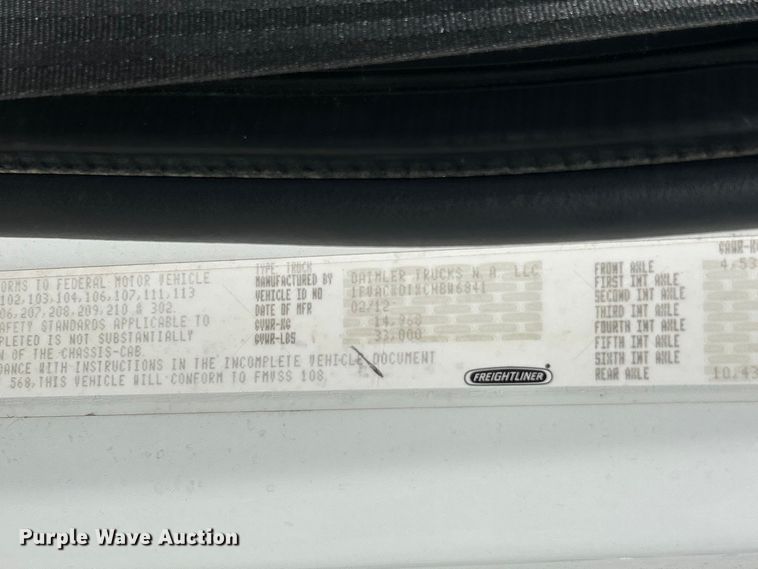 TYPE: TRUCK
MANUFACTURED BY DAIMLER TRUCKS N.A. LLC
VEHICLE ID NO
DATE OF MFR 02/12
GVWR-KG 14,968
GVWR-LBS 33,000
ORMS TO FEDERAL MOTOR VEHICLE
102,103,104,106,107,111,113
06,207,208,209,210 & 302.
AFETY STANDARDS APPLICABLE TO
PLETED IS NOT SUBSTANTIALLY
N OF THE CHASSIS-CAB.
DANCE WITH INSTRUCTIONS IN THE INCOMPLETE VEHICLE DOCUMENT
568,THIS VEHICLE WILL CONFORM TO FMVSS 108.
FREIGHTLINER
GAWR-KG
FRONT AXLE 4,53
FIRST INT AXLE
SECOND INT AXLE
THIRD INT AXLE
FOURTH INT AXLE
FIFTH INT AXLE
SIXTH INT AXLE
REAR AXLE 10,43
Purple Wave Auction